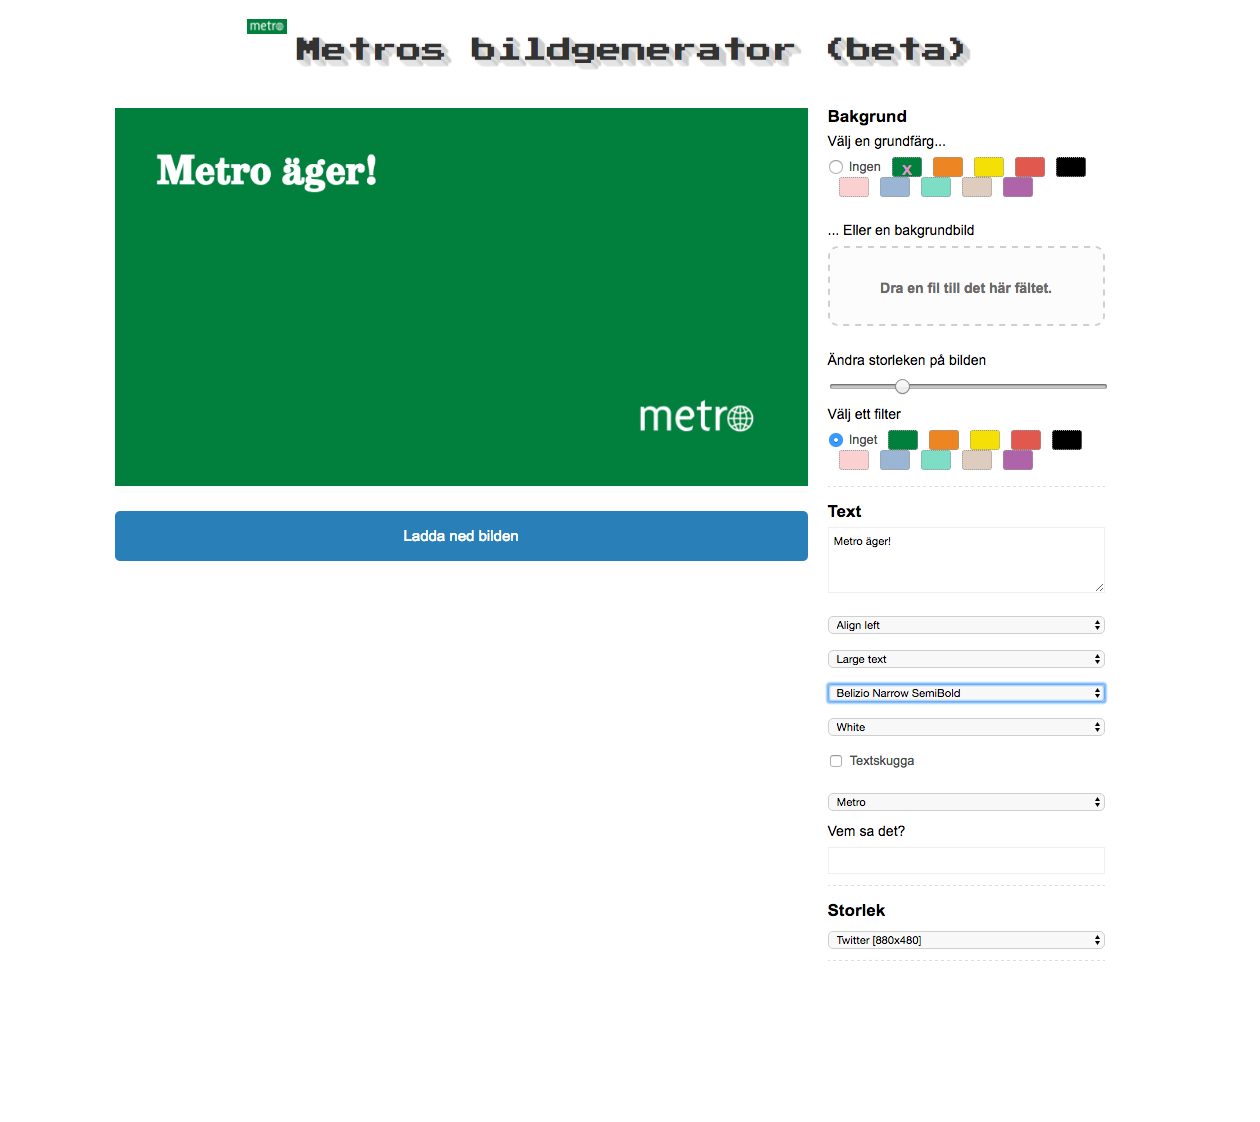 metro
Metros bildgenerator (beta)
Metro äger!
metro
Ladda ned bilden
Bakgrund
Välj en grundfärg...
Ingen
x
... Eller en bakgrundbild
Dra en fil till det här fältet.
Ändra storleken på bilden
Välj ett filter
Inget
Text
Metro äger!
Align left
Large text
Belizio Narrow SemiBold
White
Textskugga
Metro
Vem sa det?
Storlek
Twitter [880x480]